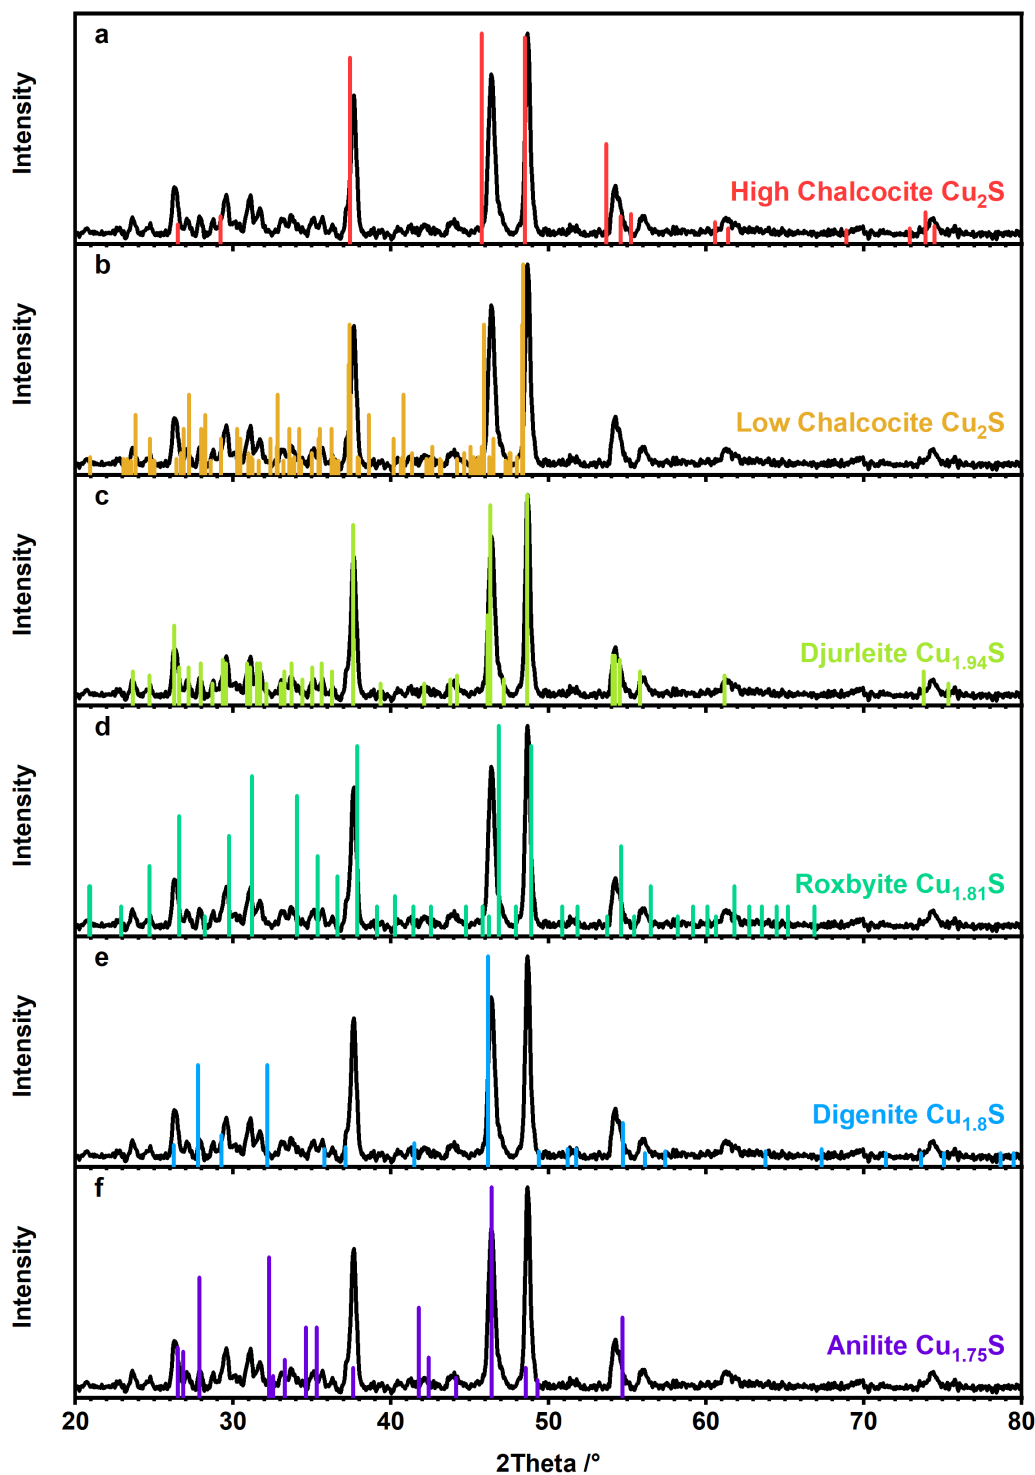 a
Intensity
High Chalcocite Cu₂S
b
Intensity
Low Chalcocite Cu₂S
c
Intensity
Djurleite Cu₁.₉₄S
d
Intensity
Roxbyite Cu₁.₈₁S
e
Intensity
Digenite Cu₁.₈S
f
Intensity
Anilite Cu₁.₇₅S
20 30 40 50 60 70 80
2Theta /°